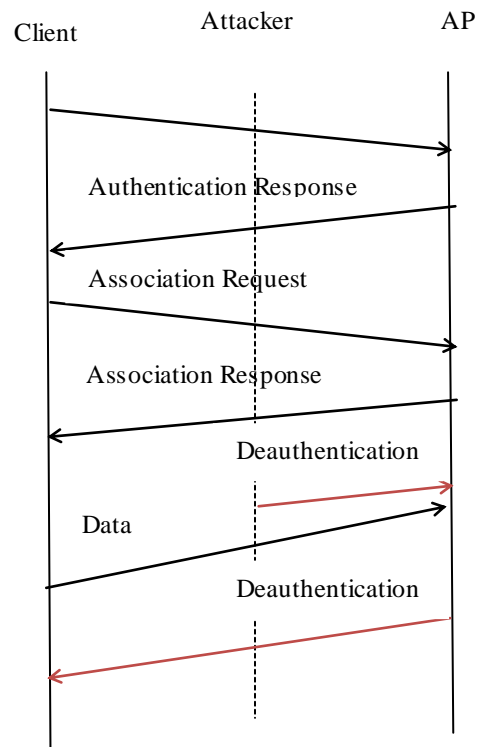 Client
Attacker
AP
Authentication Response
Association Request
Association Response
Deauthentication
Data
Deauthentication